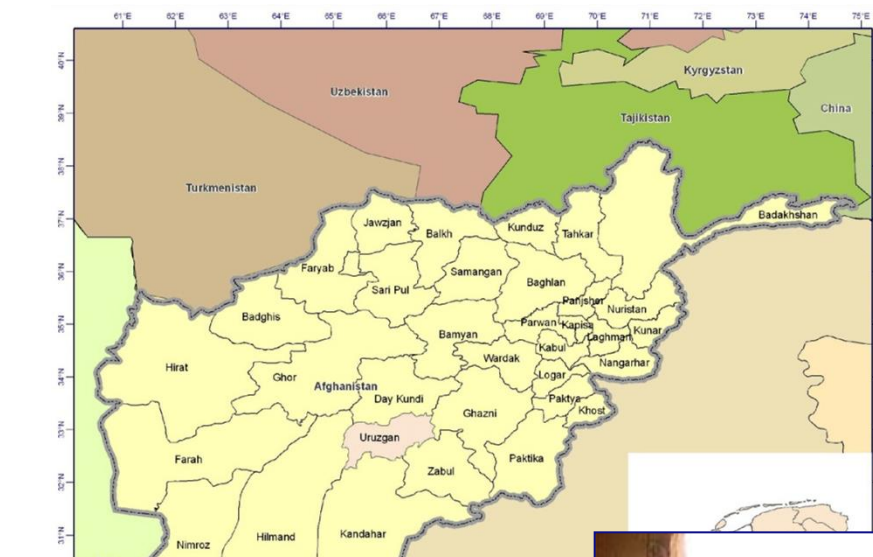 61°E 62°E 63°E 64°E 65°E 66°E 67°E 68°E 69°E 70°E 71°E 72°E 73°E 74°E 75°E
40°N
39°N
38°N
37°N
36°N
35°N
34°N
33°N
32°N
31°N
Kyrgyzstan
Uzbekistan
China
Tajikistan
Turkmenistan
Badakhshan
Jawzjan
Balkh
Kunduz
Tahkar
Faryab
Samangan
Baghlan
Sari Pul
Panjsher
Nuristan
Badghis
Parwan
Kapisa
Kunar
Bamyan
Laghman
Kabul
Wardak
Nangarhar
Hirat
Logar
Ghor
Afghanistan
Day Kundi
Paktya
Khost
Ghazni
Uruzgan
Farah
Paktika
Zabul
Kandahar
Hilmand
Nimroz